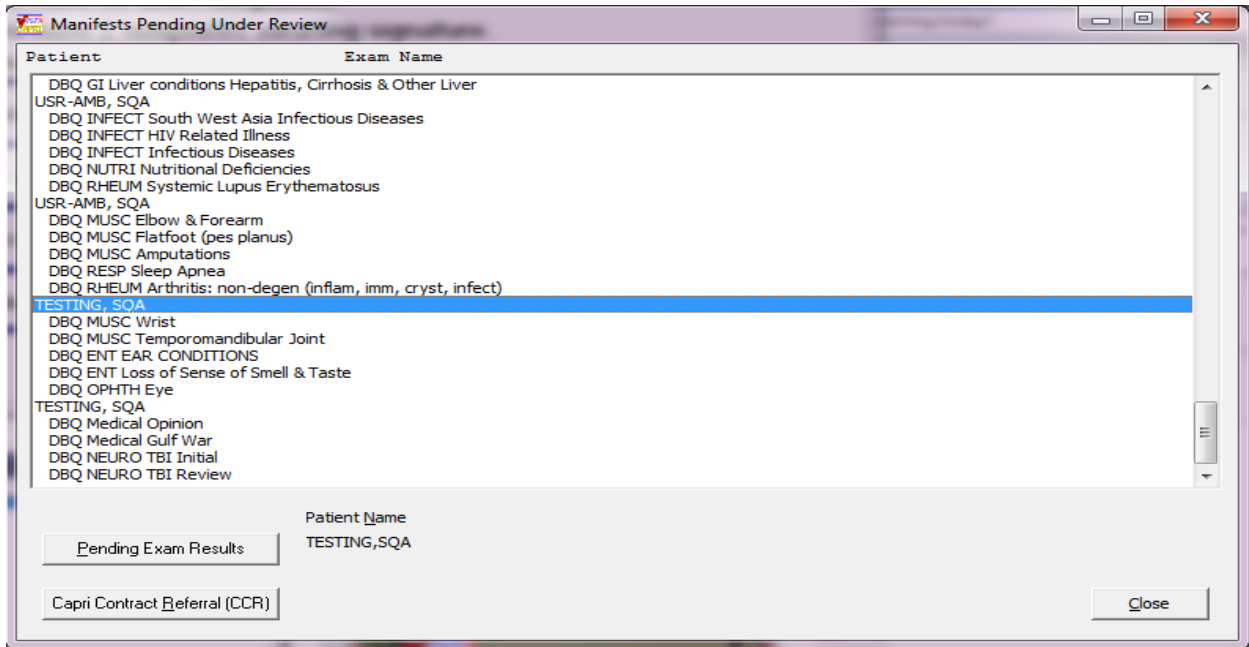 Manifests Pending Under Review
Patient Exam Name
DBQ GI Liver conditions Hepatitis, Cirrhosis & Other Liver
USR-AMB, SQA
DBQ INFECT South West Asia Infectious Diseases
DBQ INFECT HIV Related Illness
DBQ INFECT Infectious Diseases
DBQ NUTRI Nutritional Deficiencies
DBQ RHEUM Systemic Lupus Erythematosus
USR-AMB, SQA
DBQ MUSC Elbow & Forearm
DBQ MUSC Flatfoot (pes planus)
DBQ MUSC Amputations
DBQ RESP Sleep Apnea
DBQ RHEUM Arthritis: non-degen (inflam, imm, cryst, infect)
TESTING, SQA
DBQ MUSC Wrist
DBQ MUSC Temporomandibular Joint
DBQ ENT EAR CONDITIONS
DBQ ENT Loss of Sense of Smell & Taste
DBQ OPHTH Eye
TESTING, SQA
DBQ Medical Opinion
DBQ Medical Gulf War
DBQ NEURO TBI Initial
DBQ NEURO TBI Review
Patient Name
Pending Exam Results TESTING,SQA
Capri Contract Referral (CCR) Close